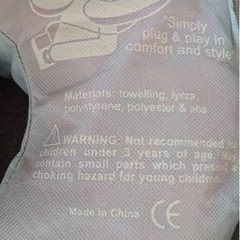 "Simply
plug & play in
comfort and style"
Materials: towelling, lycra
polystyrene, polyester & abs
WARNING: Not recommended for
children under 3 years of age. May
contain small parts which present a
choking hazard for young children.
Made in China CE